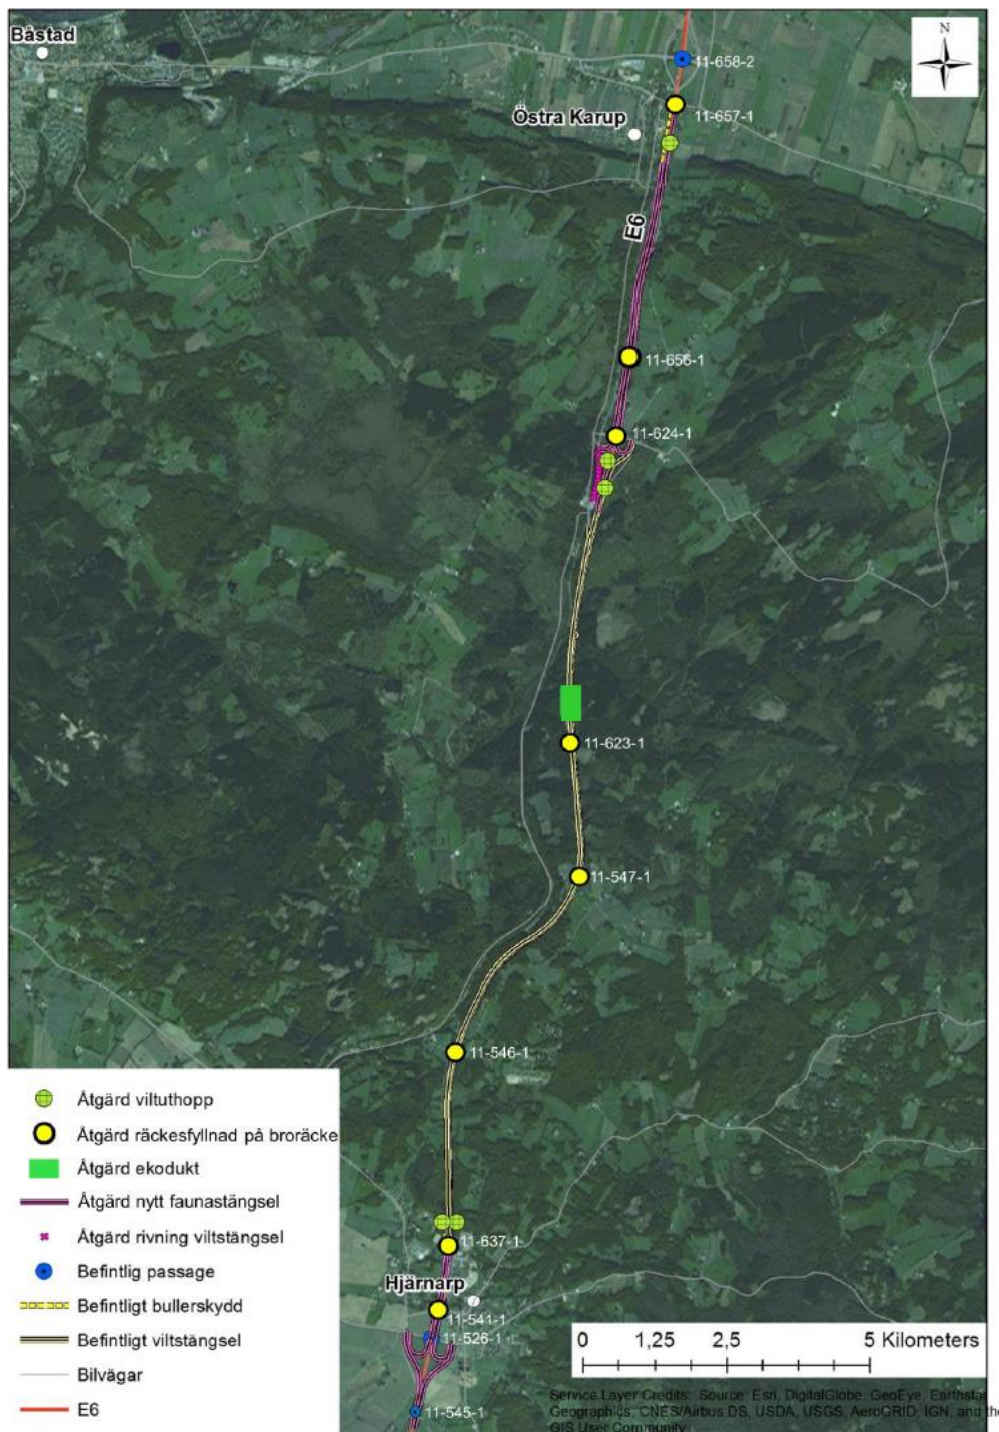 Båstad
N
11-658-2
11-657-1
Östra Karup
E6
11-656-1
11-624-1
11-623-1
11-547-1
11-546-1
11-637-1
Hjärnarp
11-541-1
11-526-1
11-545-1
Åtgärd viltuthopp
Åtgärd räckesfyllnad på broräcke
Åtgärd ekodukt
Åtgärd nytt faunastängsel
Åtgärd rivning viltstängsel
Befintlig passage
Befintligt bullerskydd
Befintligt viltstängsel
Bilvägar
E6
0 1,25 2,5 5 Kilometers
Service Layer Credits: Source: Esri, DigitalGlobe, GeoEye, Earthstar
Geographics, CNES/Airbus DS, USDA, USGS, AeroGRID, IGN, and the
GIS User Community